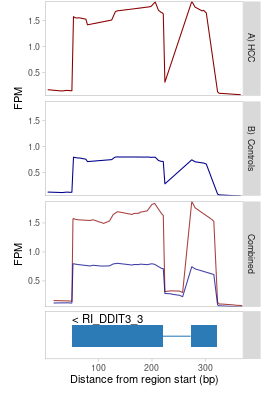 1.5
1.0
0.5
A) HCC
FPM
1.5
1.0
0.5
B) Controls
1.5
1.0
0.5
FPM
Combined
< RI_DDIT3_3
100
200
300
Distance from region start (bp)